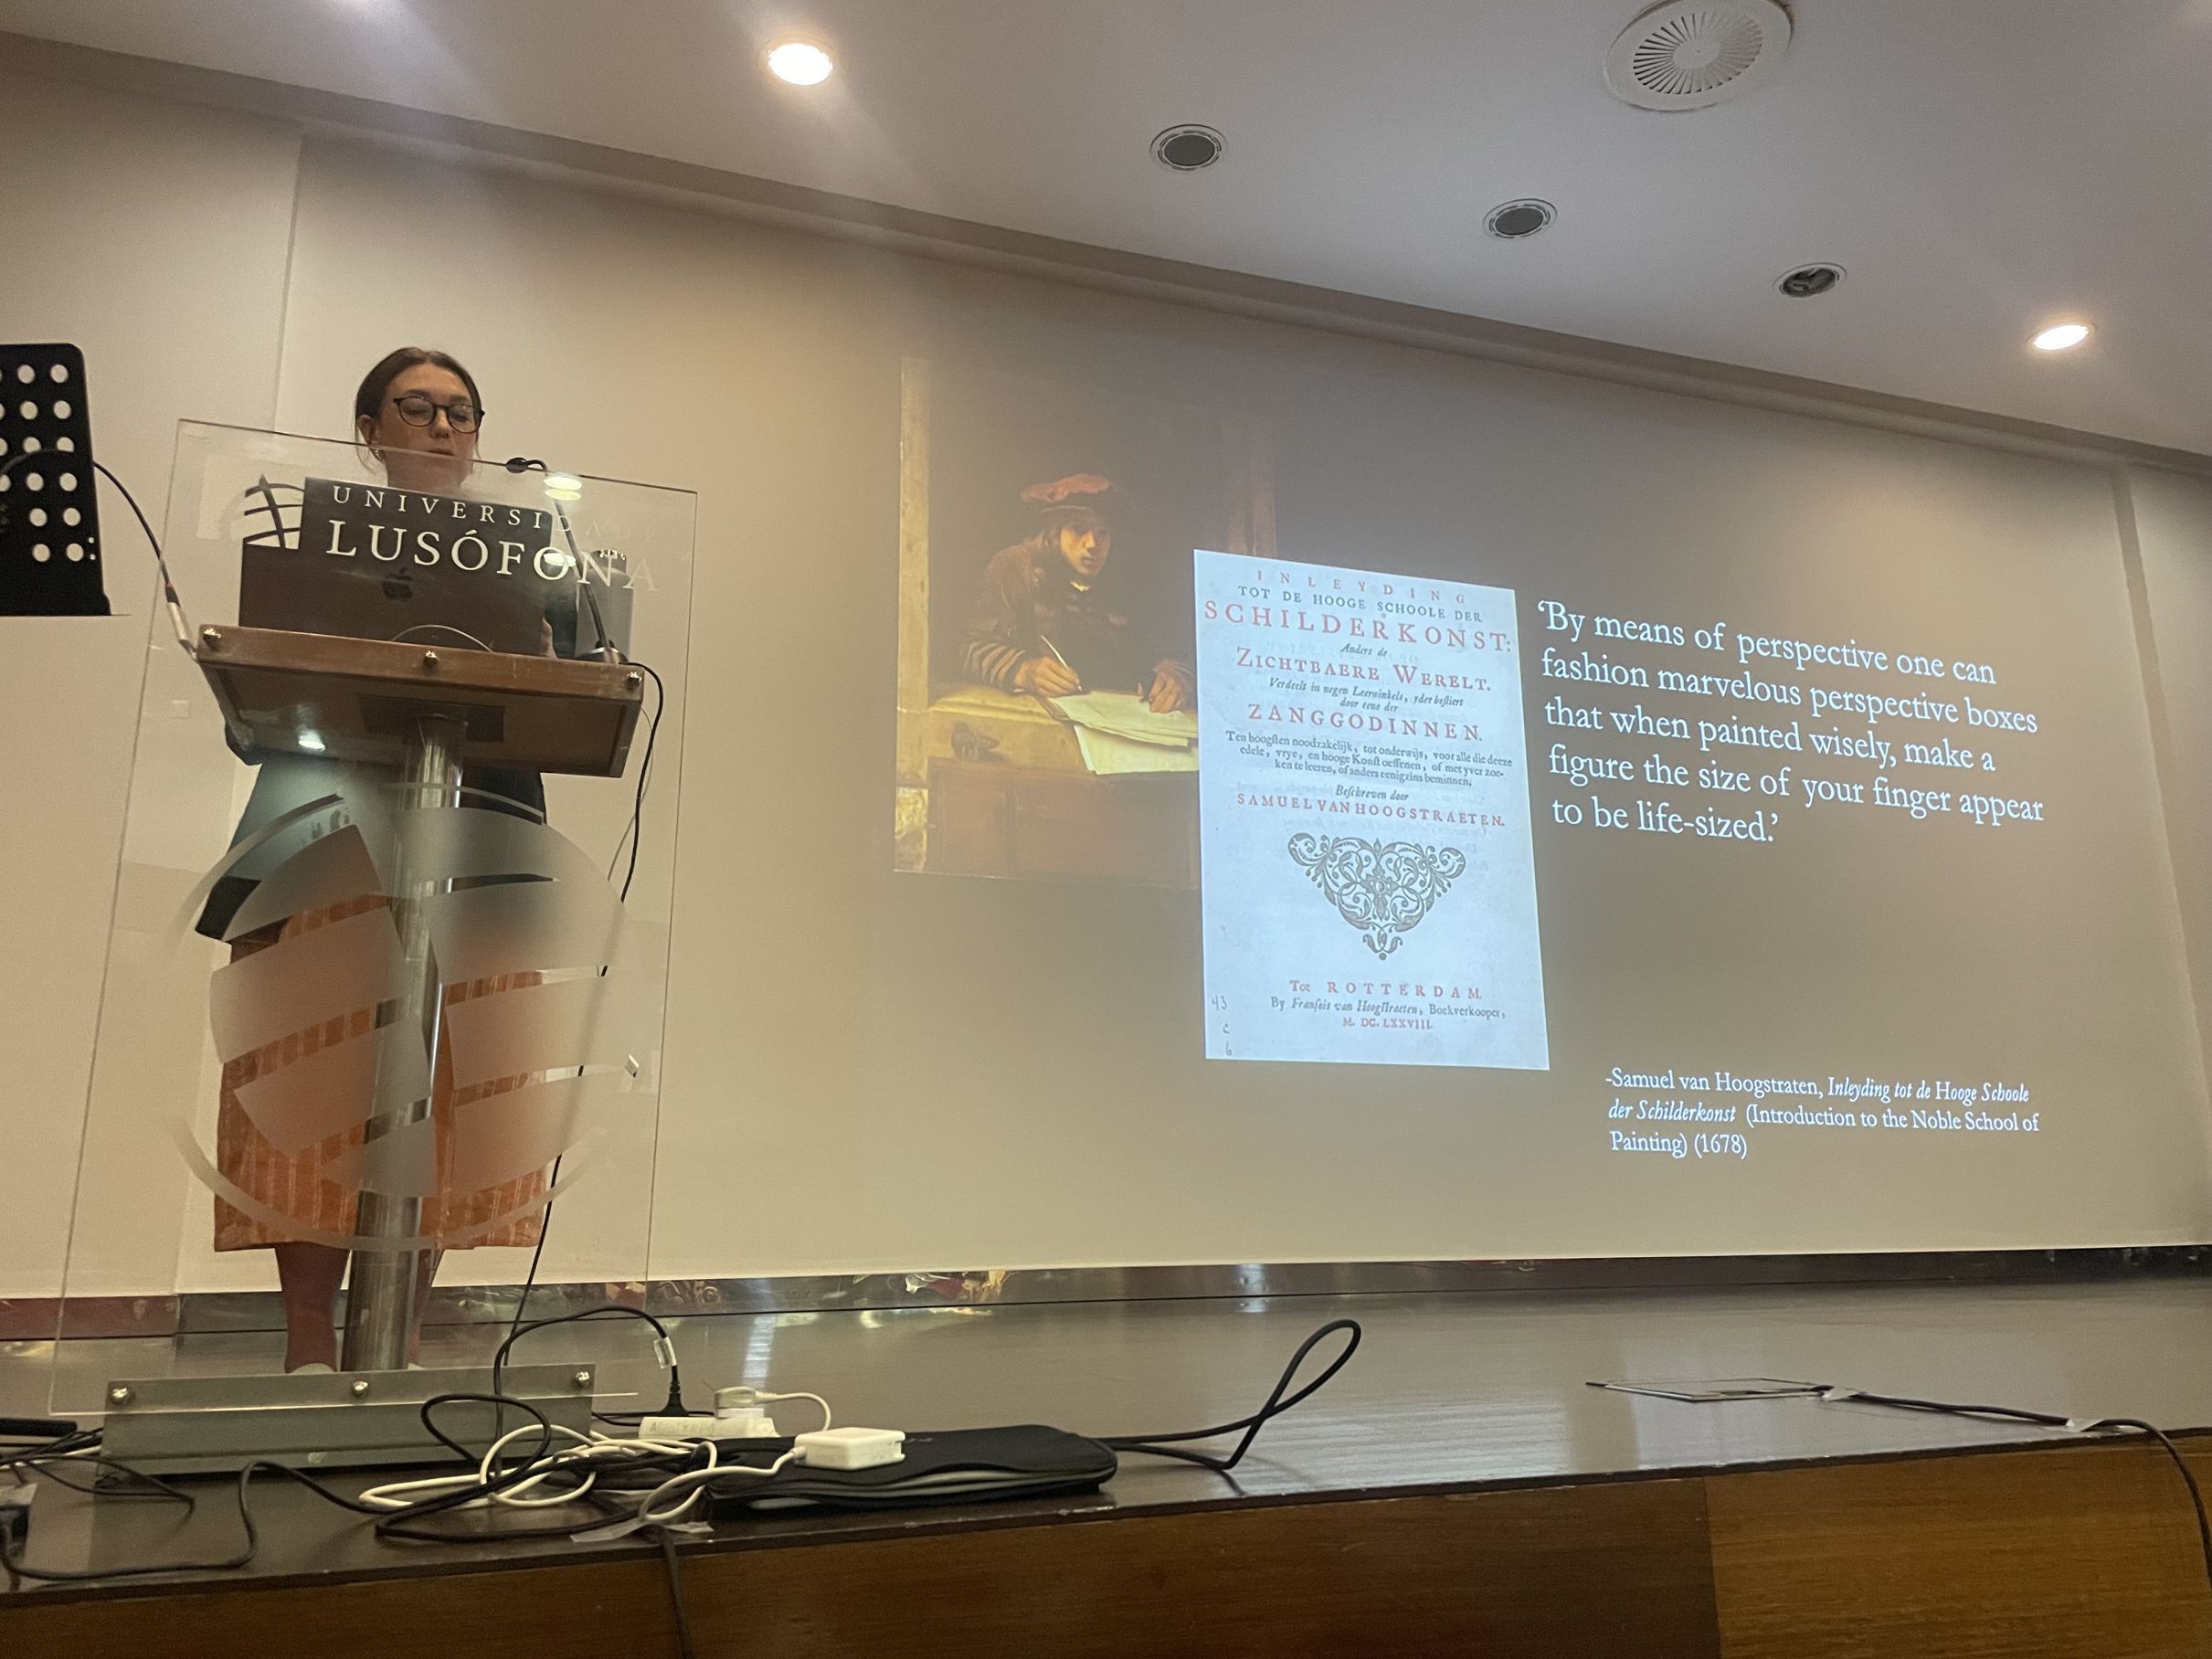 UNIVERSIDADE
LUSÓFONA
INLEYDING
TOT DE HOOGE SCHOOLE DER
SCHILDERKONST:
Anders de
ZICHTBAERE WERELT.
Verdeelt in negen Leerwinkels, yder bestiert
door eene der
ZANGGODINNEN.
Ten hoogſten noodzakelijk, tot onderwijs, voor alle die deeze
edele, vrye, en hooge Konſt oeffenen, of met yver zoe-
ken te leeren, of anders eenigzins beminnen.
Beſchreven door
SAMUEL VAN HOOGSTRAETEN.
Tot ROTTERDAM
By Franſois van Hoogſtraeten, Boekverkooper,
M. DC. LXXVIII.
43
c
6
‘By means of perspective one can
fashion marvelous perspective boxes
that when painted wisely, make a
figure the size of your finger appear
to be life-sized.’
-Samuel van Hoogstraten, Inleyding tot de Hooge Schoole
der Schilderkonst (Introduction to the Noble School of
Painting) (1678)